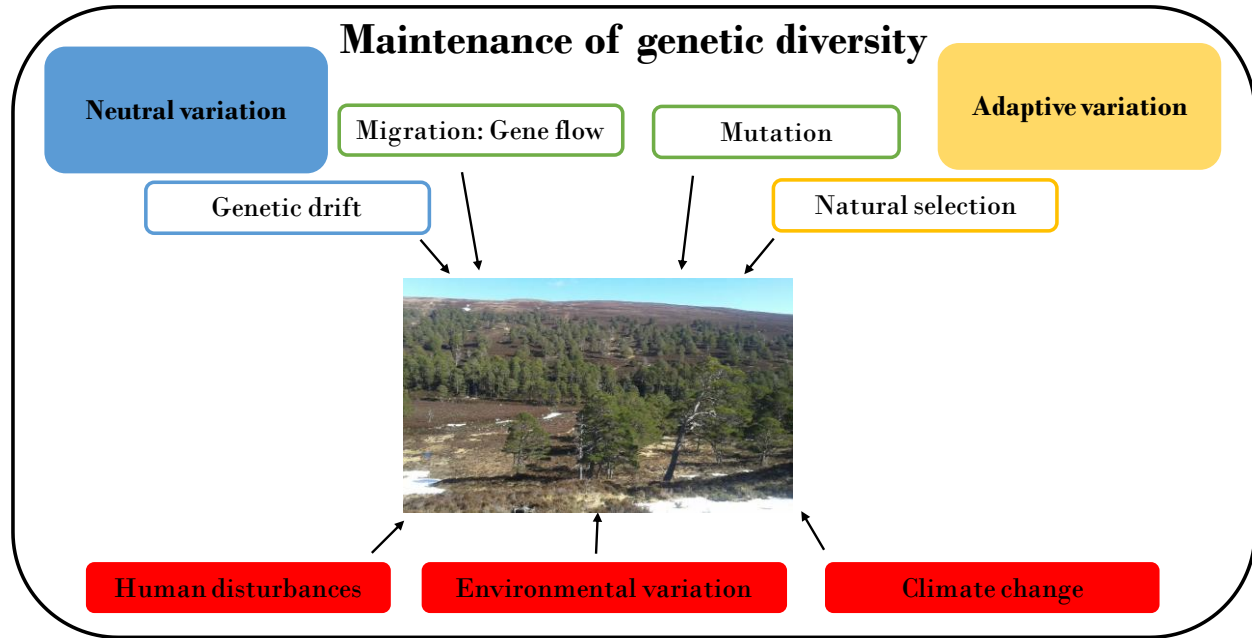 Maintenance of genetic diversity
Neutral variation
Adaptive variation
Migration: Gene flow
Mutation
Genetic drift
Natural selection
Human disturbances
Environmental variation
Climate change